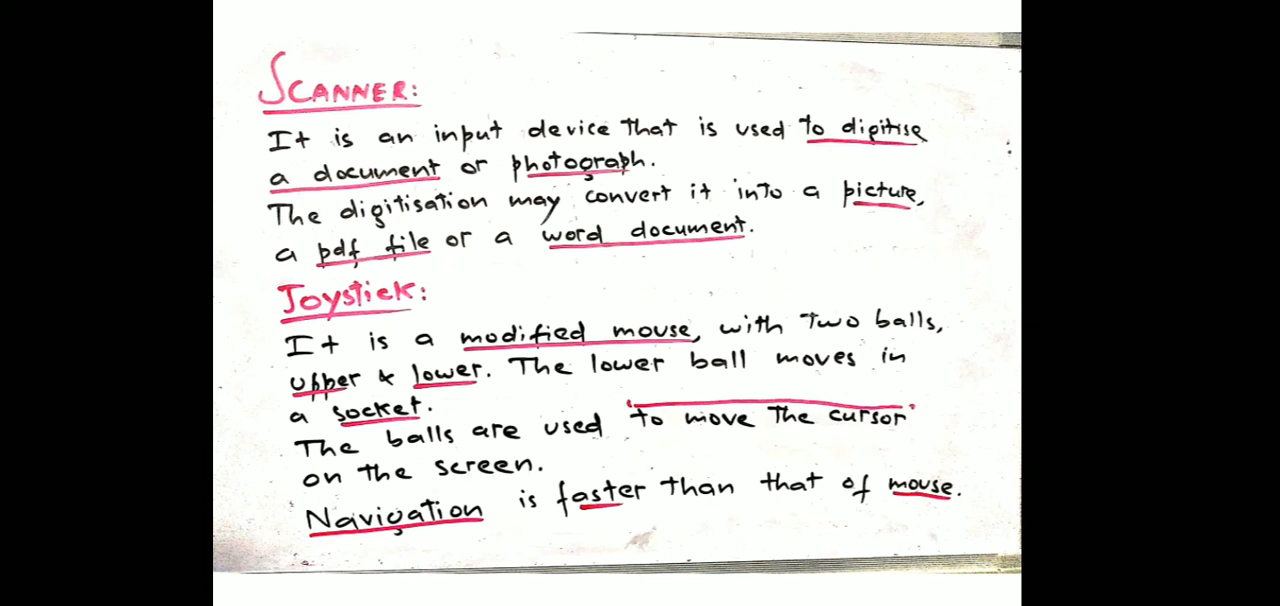 SCANNER:
It is an input device that is used to digitise
a document or photograph.
The digitisation may convert it into a picture,
a pdf file or a word document.
Joystick:
It is a modified mouse, with two balls,
upper & lower. The lower ball moves in
a socket.
The balls are used to move the cursor
on the screen.
Navigation is faster than that of mouse.